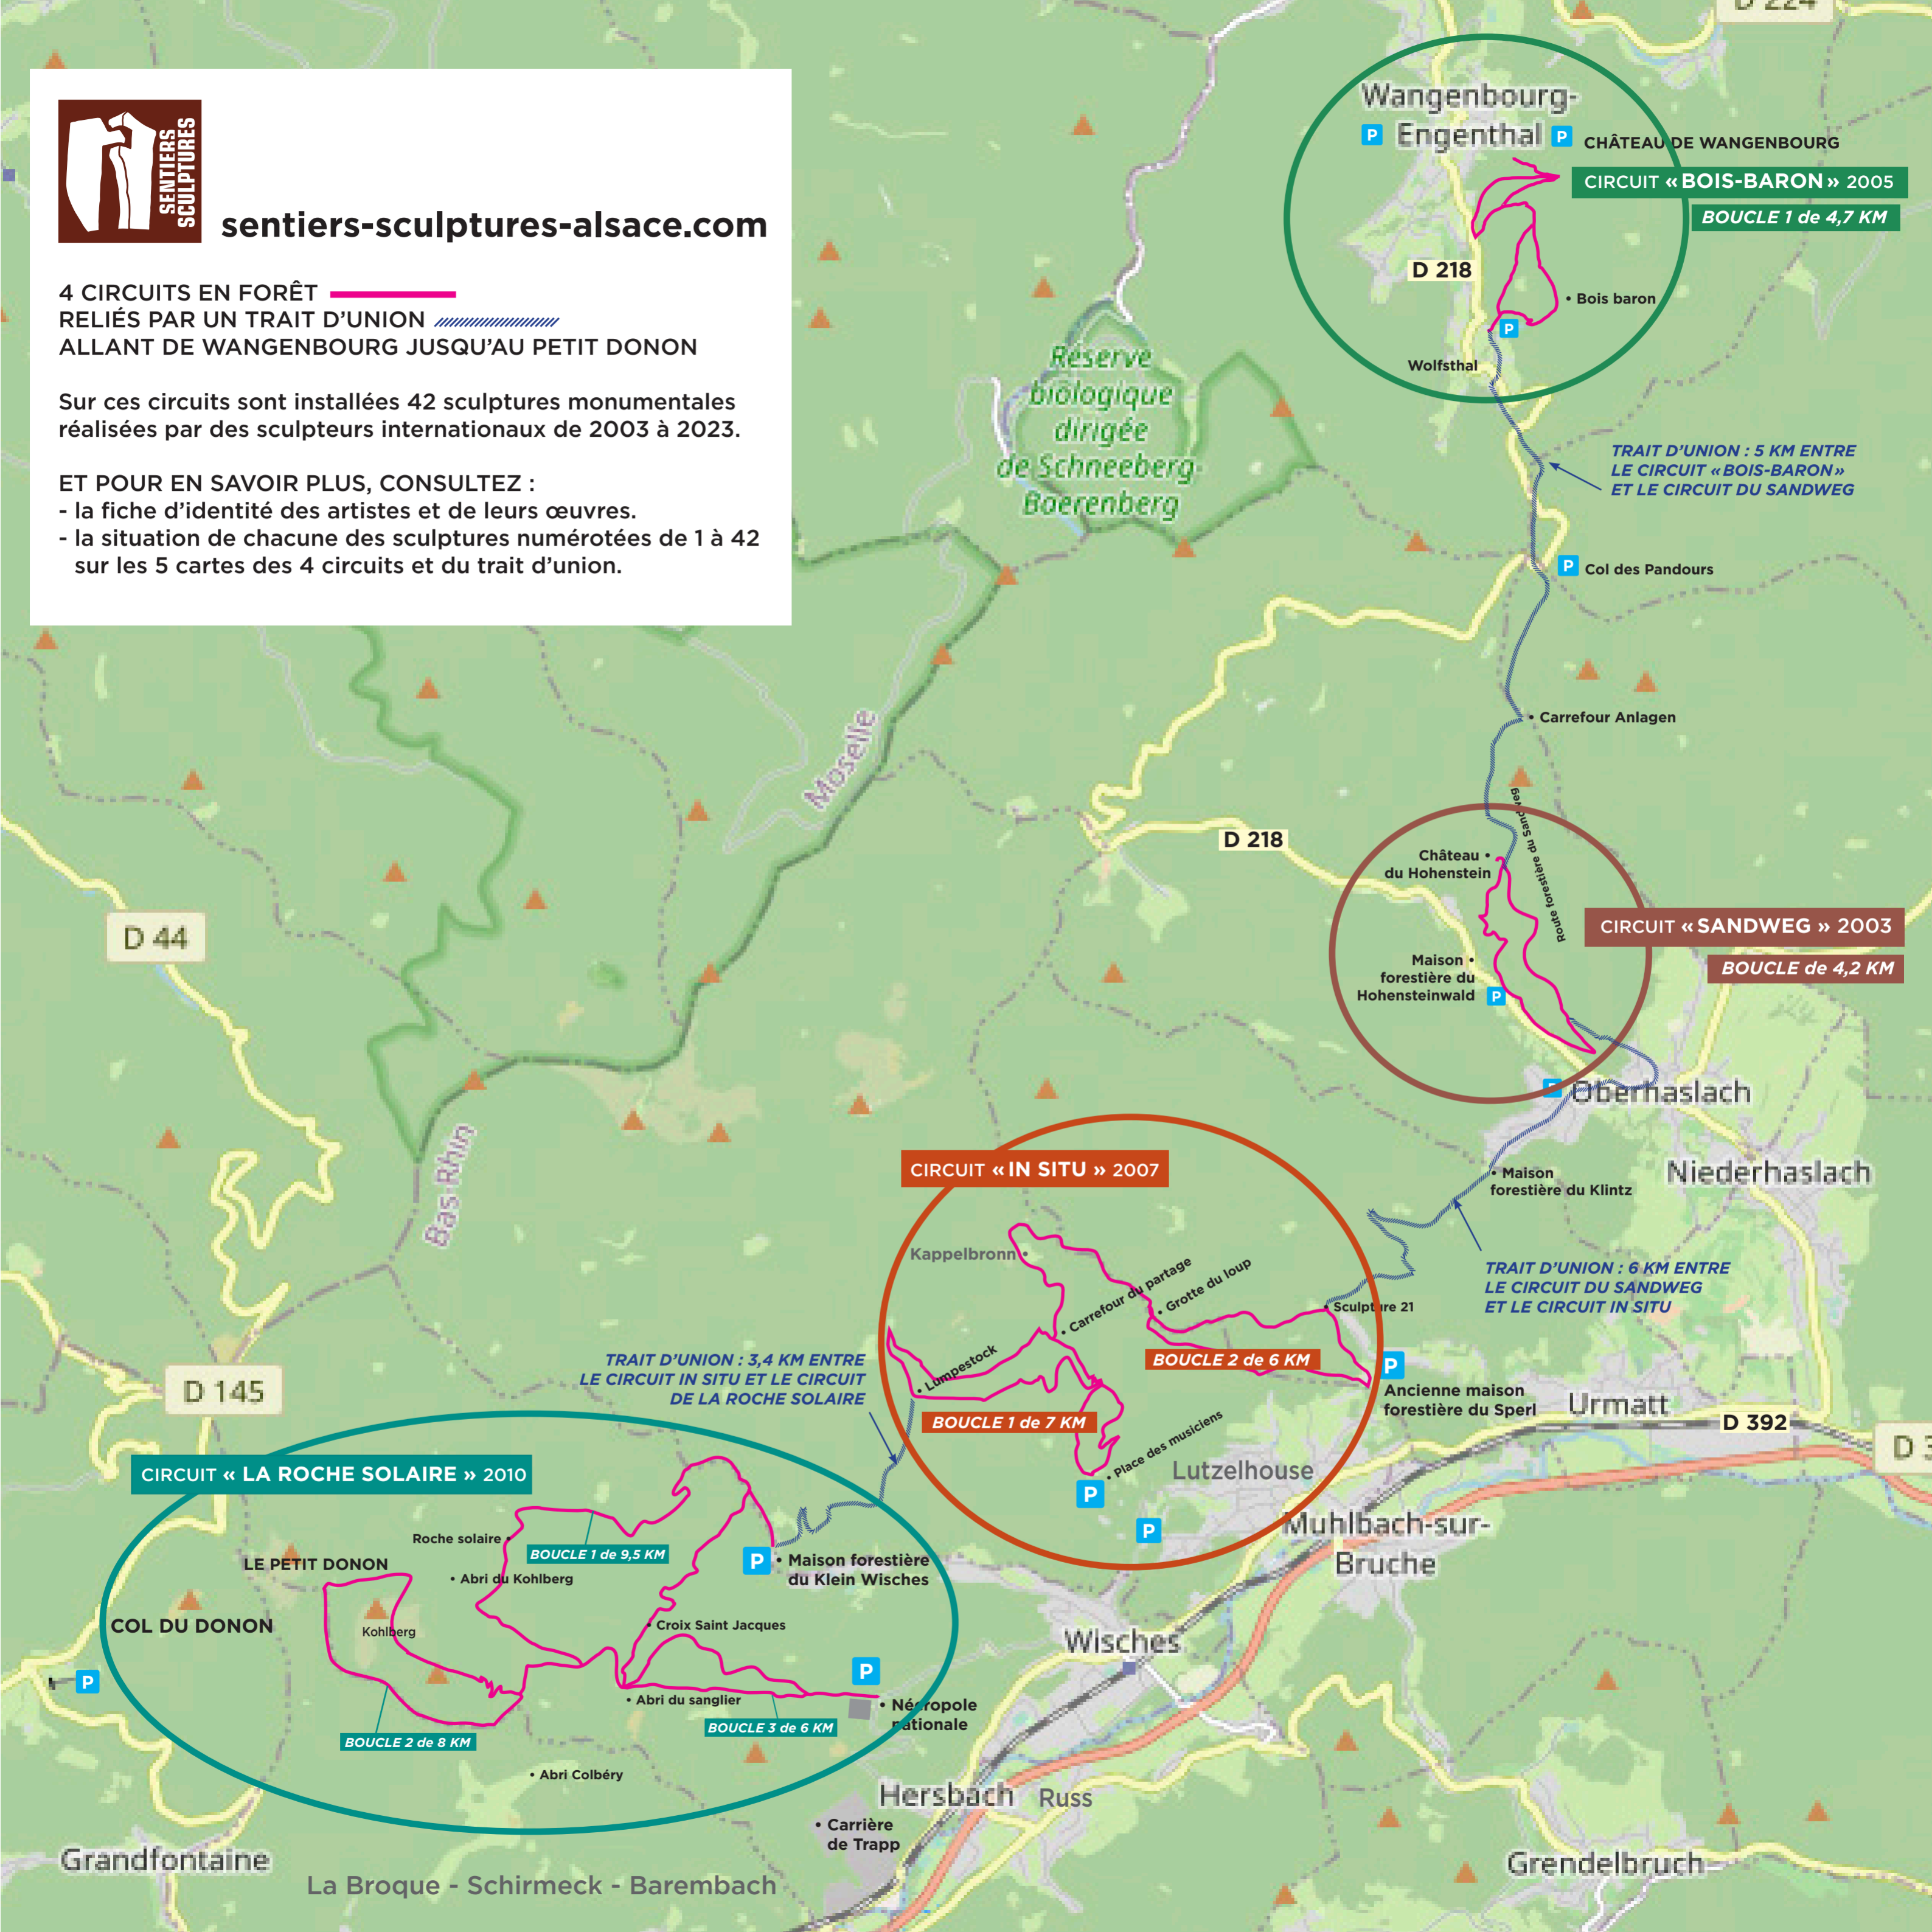 D 224
SENTIERS
SCULPTURES
sentiers-sculptures-alsace.com
4 CIRCUITS EN FORÊT
RELIÉS PAR UN TRAIT D'UNION
ALLANT DE WANGENBOURG JUSQU'AU PETIT DONON
Sur ces circuits sont installées 42 sculptures monumentales
réalisées par des sculpteurs internationaux de 2003 à 2023.
ET POUR EN SAVOIR PLUS, CONSULTEZ :
- la fiche d'identité des artistes et de leurs œuvres.
- la situation de chacune des sculptures numérotées de 1 à 42
sur les 5 cartes des 4 circuits et du trait d'union.
Wangenbourg-
P Engenthal P
CHÂTEAU DE WANGENBOURG
CIRCUIT « BOIS-BARON » 2005
BOUCLE 1 de 4,7 KM
D 218
• Bois baron
P
Wolfsthal
Réserve
biologique
dirigée
de Schneeberg-
Baerenberg
TRAIT D'UNION : 5 KM ENTRE
LE CIRCUIT « BOIS-BARON »
ET LE CIRCUIT DU SANDWEG
P Col des Pandours
• Carrefour Anlagen
Moselle
D 218
Route forestière du Sandweg
Château •
du Hohenstein
CIRCUIT « SANDWEG » 2003
BOUCLE de 4,2 KM
Maison •
forestière du
Hohensteinwald P
D 44
P Oberhaslach
Niederhaslach
• Maison
forestière du Klintz
Bas Rhin
CIRCUIT « IN SITU » 2007
Kappelbronn •
• Carrefour du partage
• Grotte du loup
• Sculpture 21
TRAIT D'UNION : 6 KM ENTRE
LE CIRCUIT DU SANDWEG
ET LE CIRCUIT IN SITU
TRAIT D'UNION : 3,4 KM ENTRE
LE CIRCUIT IN SITU ET LE CIRCUIT
DE LA ROCHE SOLAIRE
• Lumpestock
BOUCLE 2 de 6 KM
P
Ancienne maison
forestière du Sperl
BOUCLE 1 de 7 KM
• Place des musiciens
P
P
Lutzelhouse
Urmatt
D 392
D 3
D 145
Muhlbach-sur-
Bruche
CIRCUIT « LA ROCHE SOLAIRE » 2010
Roche solaire •
BOUCLE 1 de 9,5 KM
LE PETIT DONON
• Abri du Kohlberg
P • Maison forestière
du Klein Wisches
COL DU DONON
Kohlberg
• Croix Saint Jacques
P
P
• Abri du sanglier
• Nécropole
nationale
BOUCLE 3 de 6 KM
BOUCLE 2 de 8 KM
• Abri Colbéry
Wisches
Hersbach
Russ
• Carrière
de Trapp
Grandfontaine
La Broque - Schirmeck - Barembach
Grendelbruch